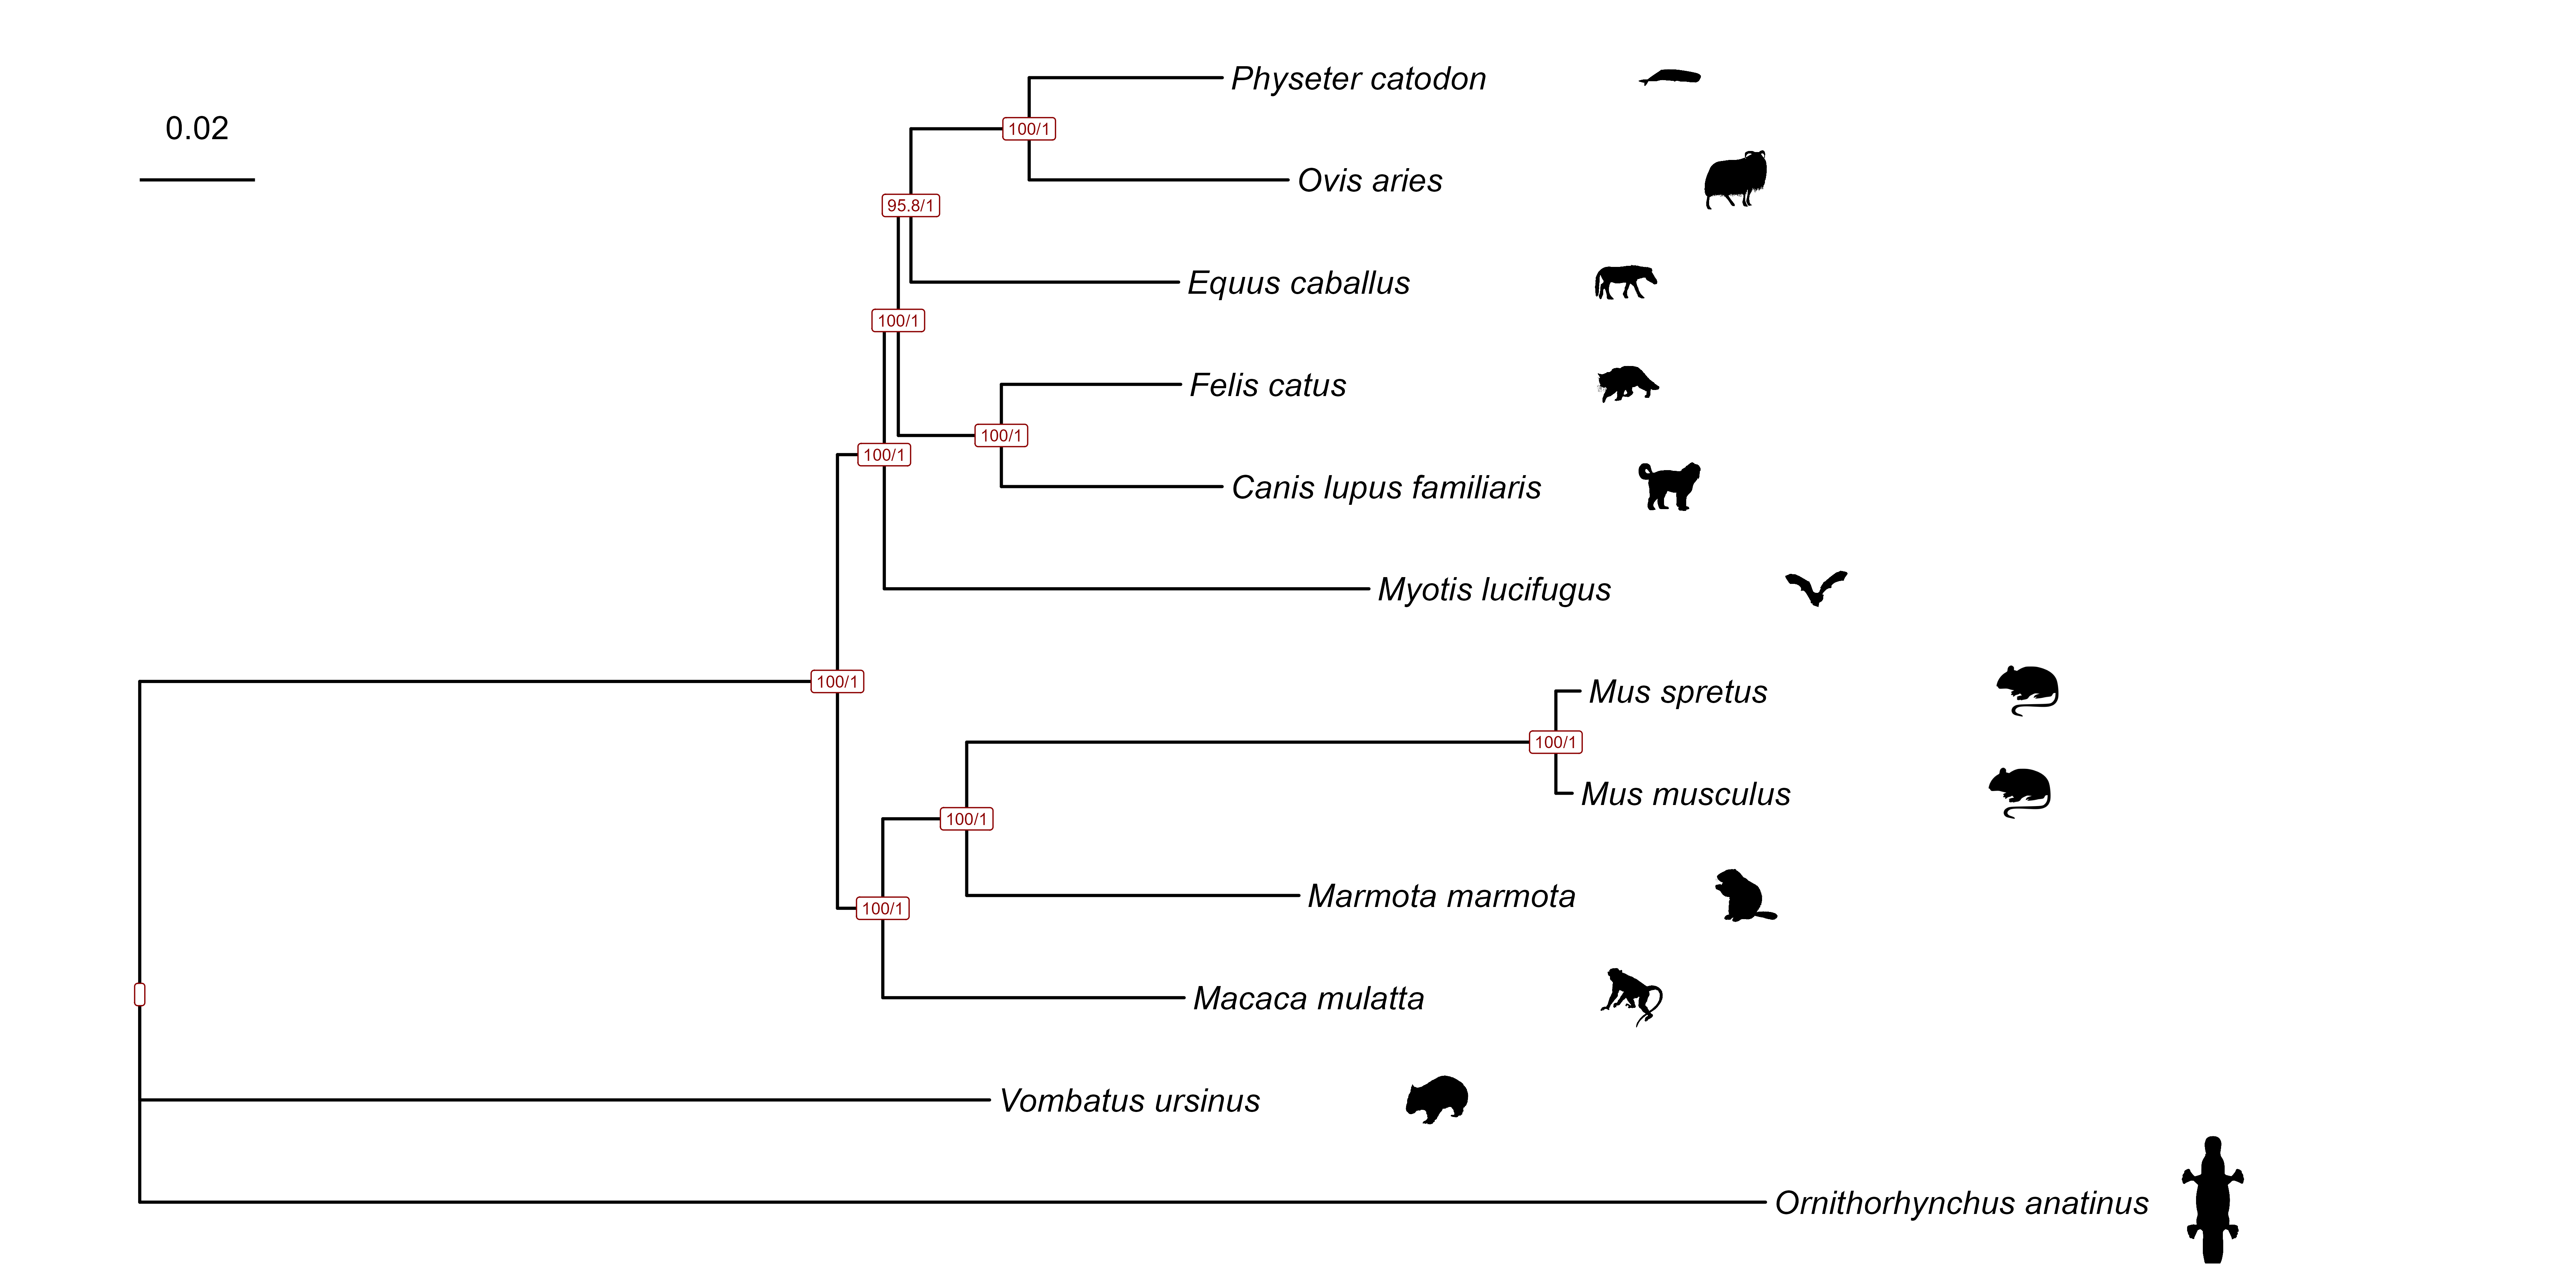 Physeter catodon
0.02
100/1
Ovis aries
95.8/1
Equus caballus
100/1
Felis catus
100/1
100/1
Canis lupus familiaris
Myotis lucifugus
100/1
Mus spretus
100/1
Mus musculus
100/1
Marmota marmota
100/1
Macaca mulatta
Vombatus ursinus
Ornithorhynchus anatinus